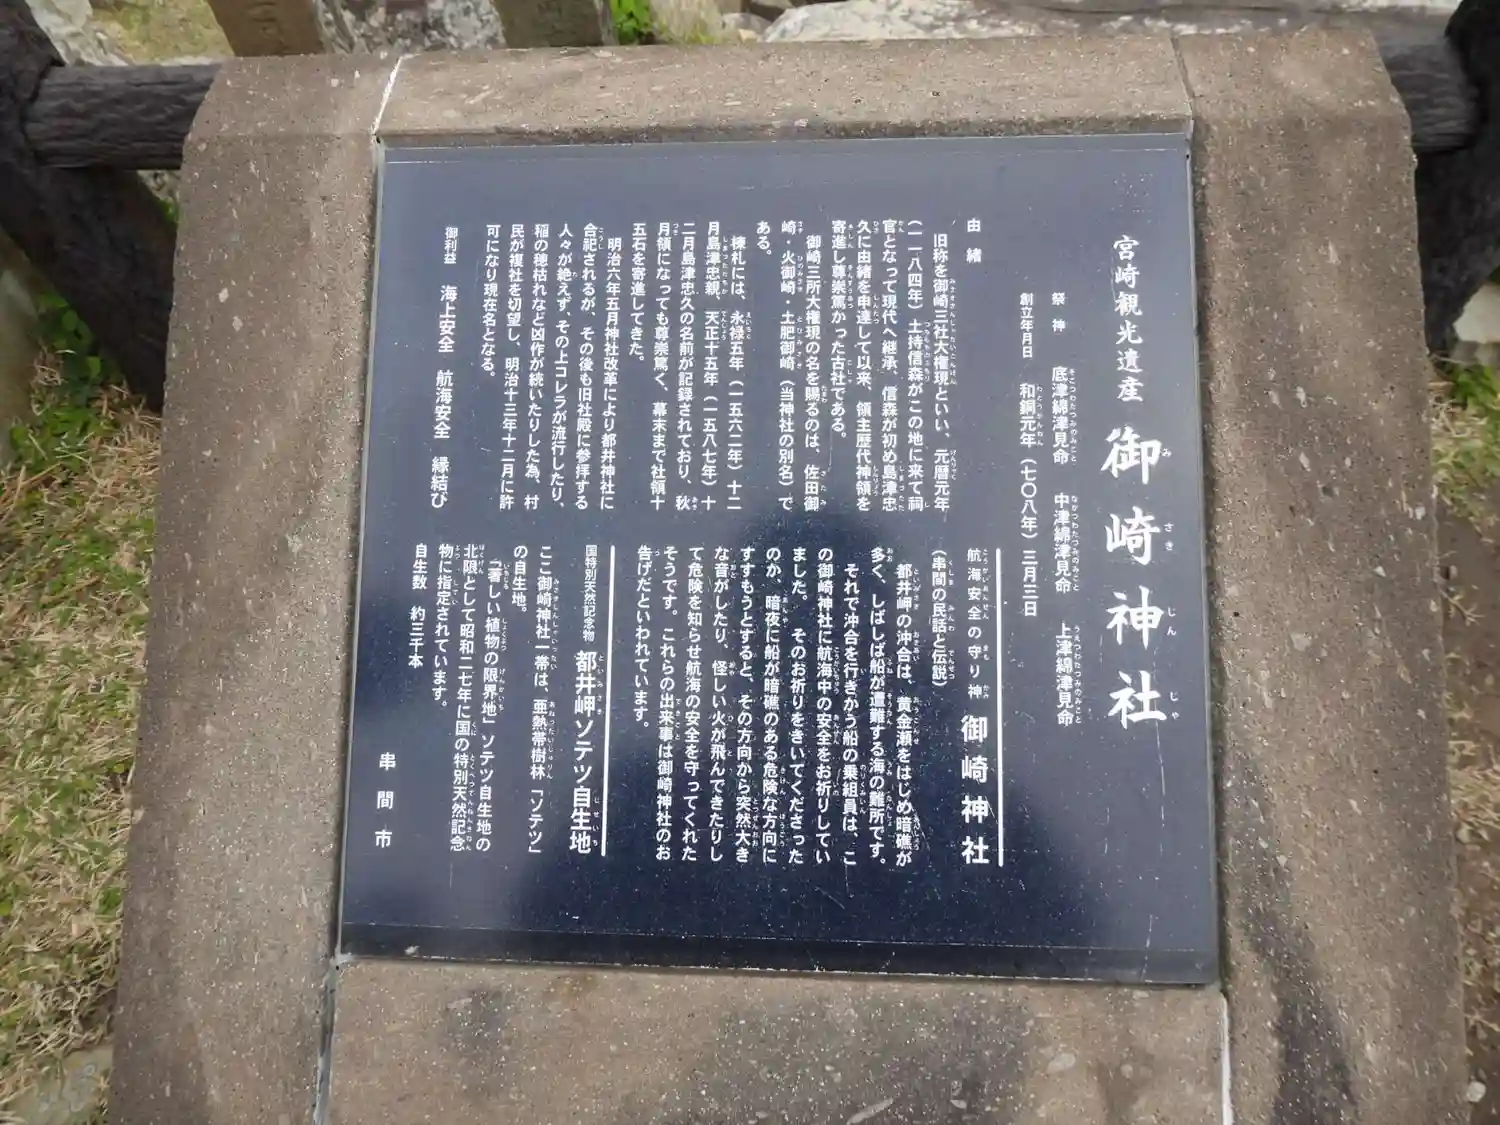 宮崎観光遺産 御崎神社
祭神 底津綿津見命 中津綿津見命 上津綿津見命
創立年月日 和銅元年（七〇八年）三月三日
由緒
旧称を御崎三社大権現といい、元暦元年
（一一八四年）土持信森がこの地に来て祠
官となって現代へ継承、信森が初め島津忠
久に由緒を申達して以来、領主歴代神領を
寄進し尊崇篤かった古社である。
御崎三所大権現の名を賜るのは、佐田御
崎・火御崎・土肥御崎（当神社の別名）で
ある。
棟札には、永禄五年（一五六二年）十二
月島津忠親、天正十五年（一五八七年）十
二月島津忠久の名前が記録されており、秋
月領になっても尊崇篤く、幕末まで社領十
五石を寄進してきた。
明治六年五月神社改革により都井神社に
合祀されるが、その後も旧社殿に参拝する
人々が絶えず、その上コレラが流行したり、
稲の穂枯れなど凶作が続いたりした為、村
民が複社を切望し、明治十三年十二月に許
可になり現在名となる。
御利益 海上安全 航海安全 縁結び
航海安全の守り神 御崎神社
（串間の民話と伝説）
都井岬の沖合は、黄金瀬をはじめ暗礁が
多く、しばしば船が遭難する海の難所です。
それで沖合を行きかう船の乗組員は、こ
の御崎神社に航海中の安全をお祈りしてい
ました。そのお祈りをきいてくださった
のか、暗夜に船が暗礁のある危険な方向に
すすもうとすると、その方向から突然大き
な音がしたり、怪しい火が飛んできたりし
て危険を知らせ航海の安全を守ってくれた
そうです。これらの出来事は御崎神社のお
告げだといわれています。
国特別天然記念物 都井岬ソテツ自生地
ここ御崎神社一帯は、亜熱帯樹林「ソテツ」
の自生地。
「著しい植物の限界地」ソテツ自生地の
北限として昭和二七年に国の特別天然記念
物に指定されています。
自生数 約三千本
串間市